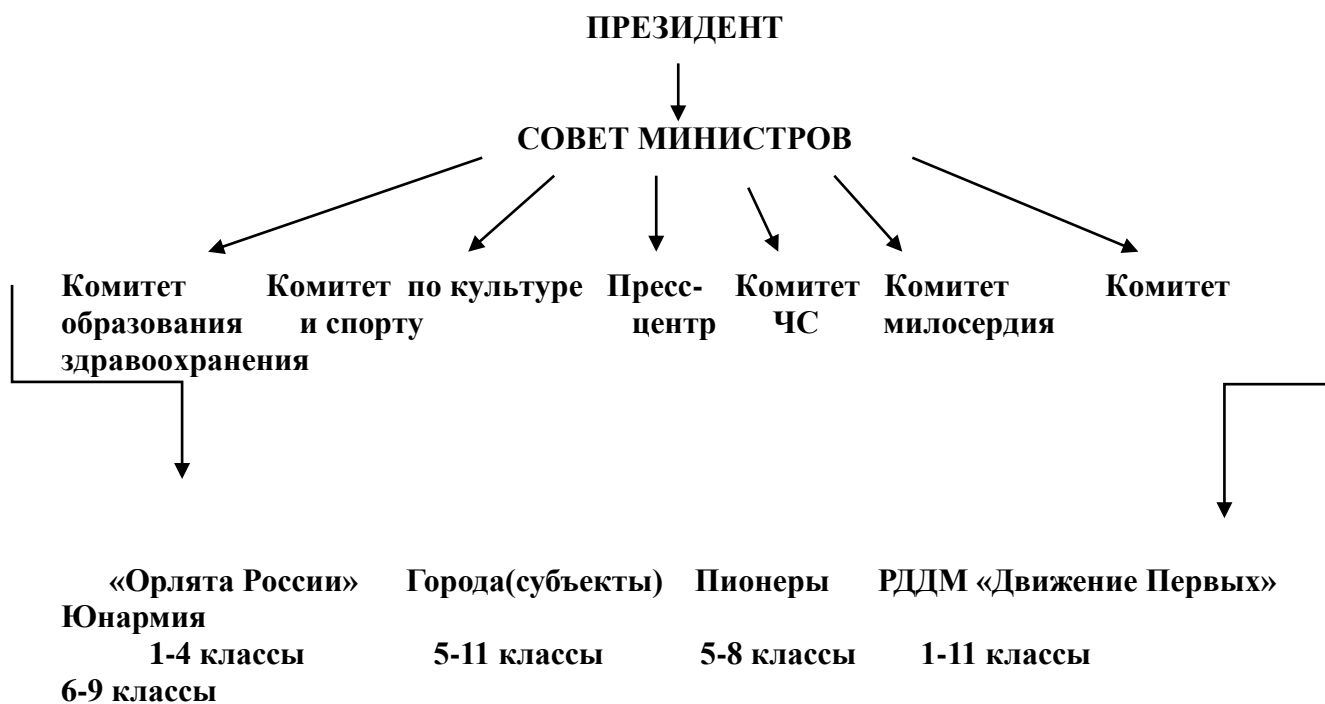 ПРЕЗИДЕНТ
СОВЕТ МИНИСТРОВ
Комитет Комитет по культуре Пресс- Комитет Комитет Комитет
образования и спорту центр ЧС милосердия
здравоохранения
«Орлята России» Города(субъекты) Пионеры РДДМ «Движение Первых»
Юнармия
1-4 классы 5-11 классы 5-8 классы 1-11 классы
6-9 классы